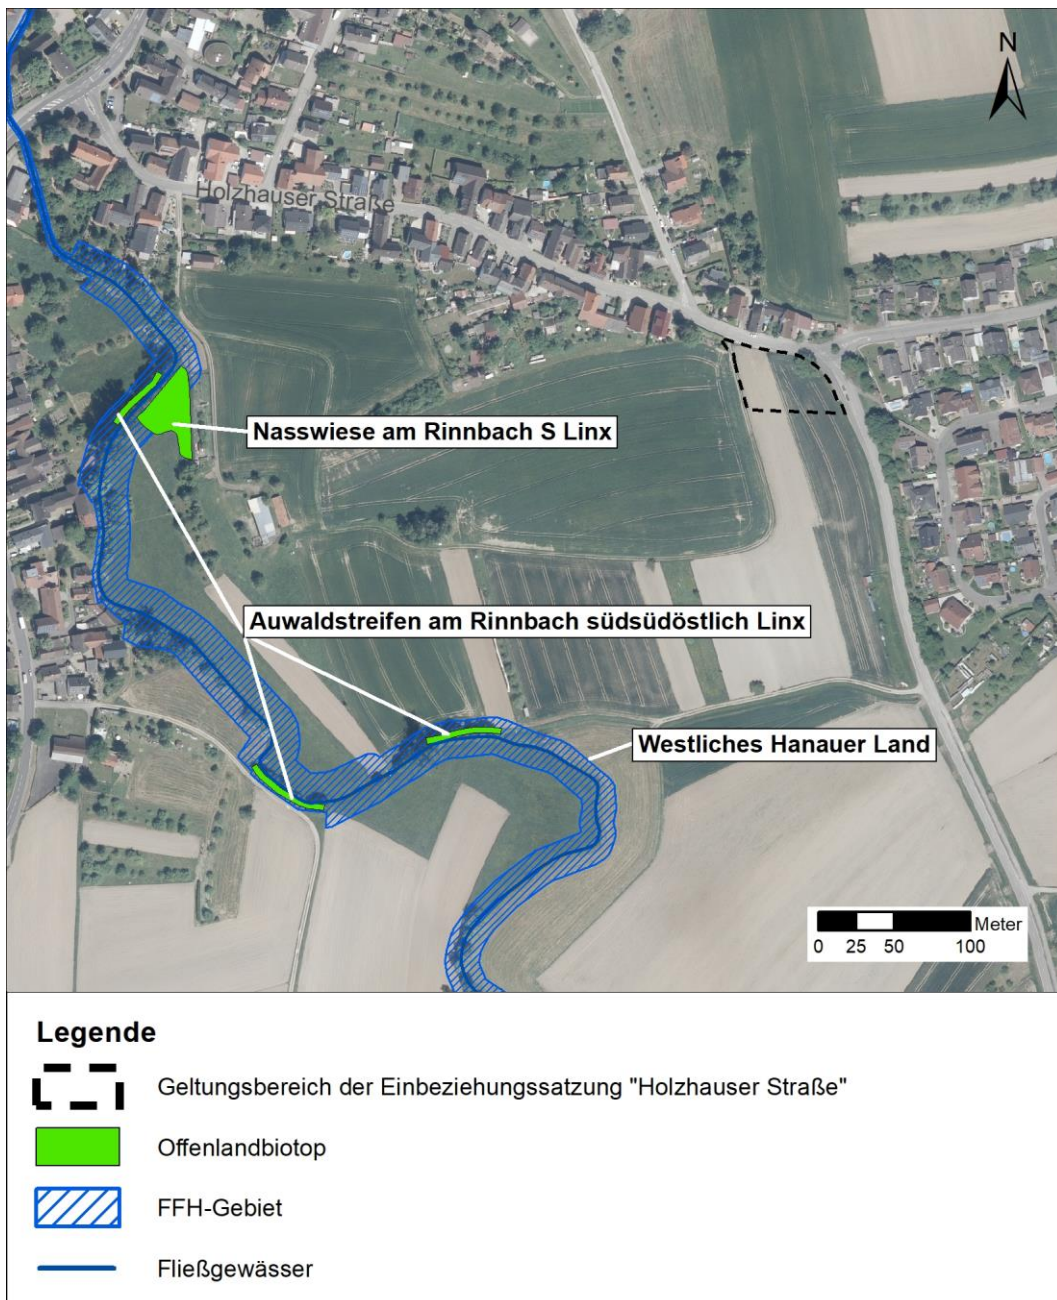 N
Holzhauser Straße
Nasswiese am Rinnbach S Linx
Auwaldstreifen am Rinnbach südsüdöstlich Linx
Westliches Hanauer Land
Meter
0 25 50 100
Legende
Geltungsbereich der Einbeziehungssatzung "Holzhauser Straße"
Offenlandbiotop
FFH-Gebiet
Fließgewässer